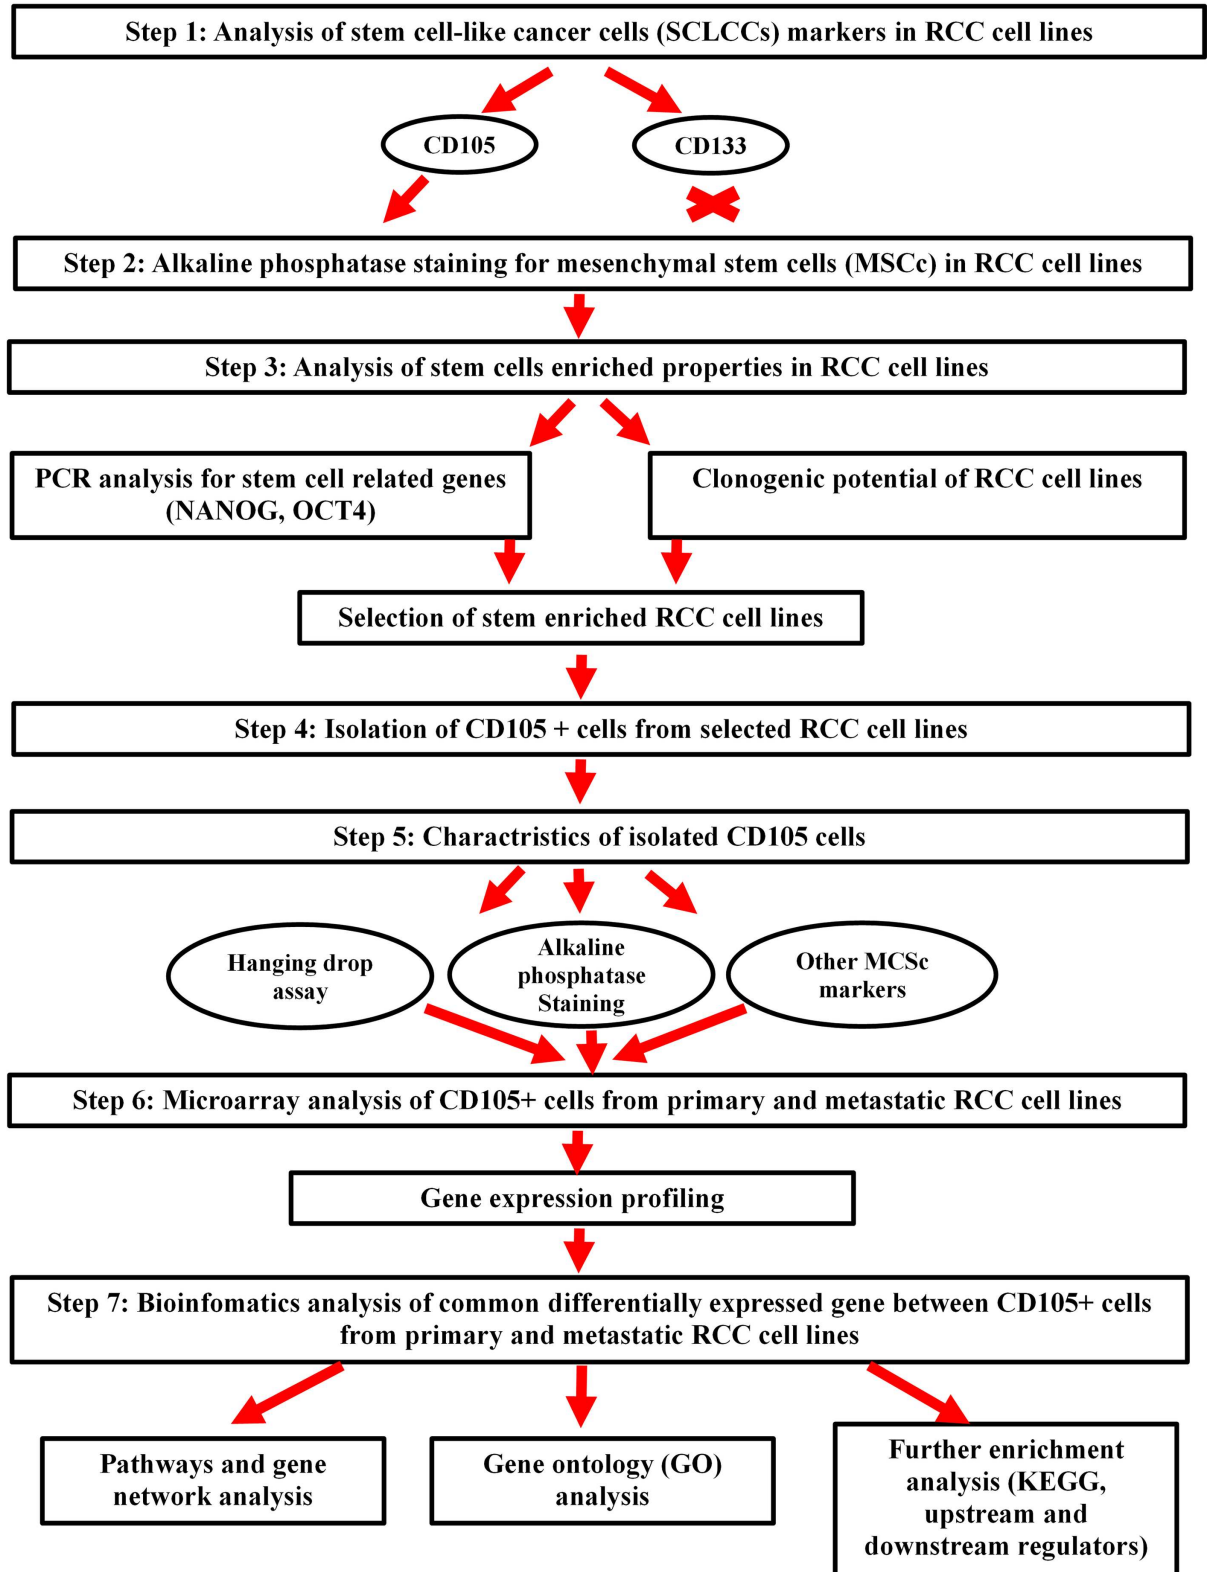 Step 1: Analysis of stem cell-like cancer cells (SCLCCs) markers in RCC cell lines
CD105
CD133
Step 2: Alkaline phosphatase staining for mesenchymal stem cells (MSCc) in RCC cell lines
Step 3: Analysis of stem cells enriched properties in RCC cell lines
PCR analysis for stem cell related genes
(NANOG, OCT4)
Clonogenic potential of RCC cell lines
Selection of stem enriched RCC cell lines
Step 4: Isolation of CD105 + cells from selected RCC cell lines
Step 5: Charactristics of isolated CD105 cells
Hanging drop
assay
Alkaline
phosphatase
Staining
Other MCSc
markers
Step 6: Microarray analysis of CD105+ cells from primary and metastatic RCC cell lines
Gene expression profiling
Step 7: Bioinfomatics analysis of common differentially expressed gene between CD105+ cells
from primary and metastatic RCC cell lines
Pathways and gene
network analysis
Gene ontology (GO)
analysis
Further enrichment
analysis (KEGG,
upstream and
downstream regulators)